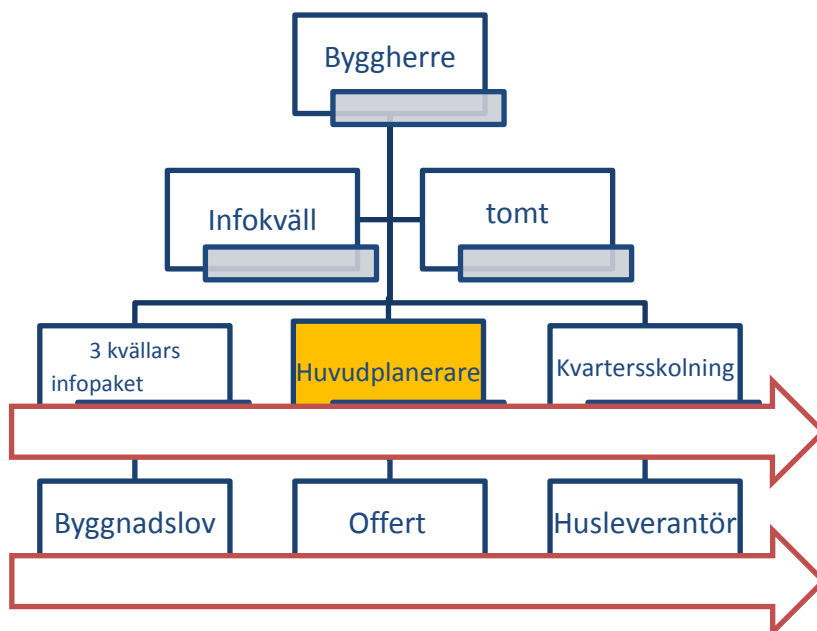 Byggherre
Infokväll
tomt
3 kvällars
infopaket
Huvudplanerare
Kvartersskolning
Byggnadslov
Offert
Husleverantör